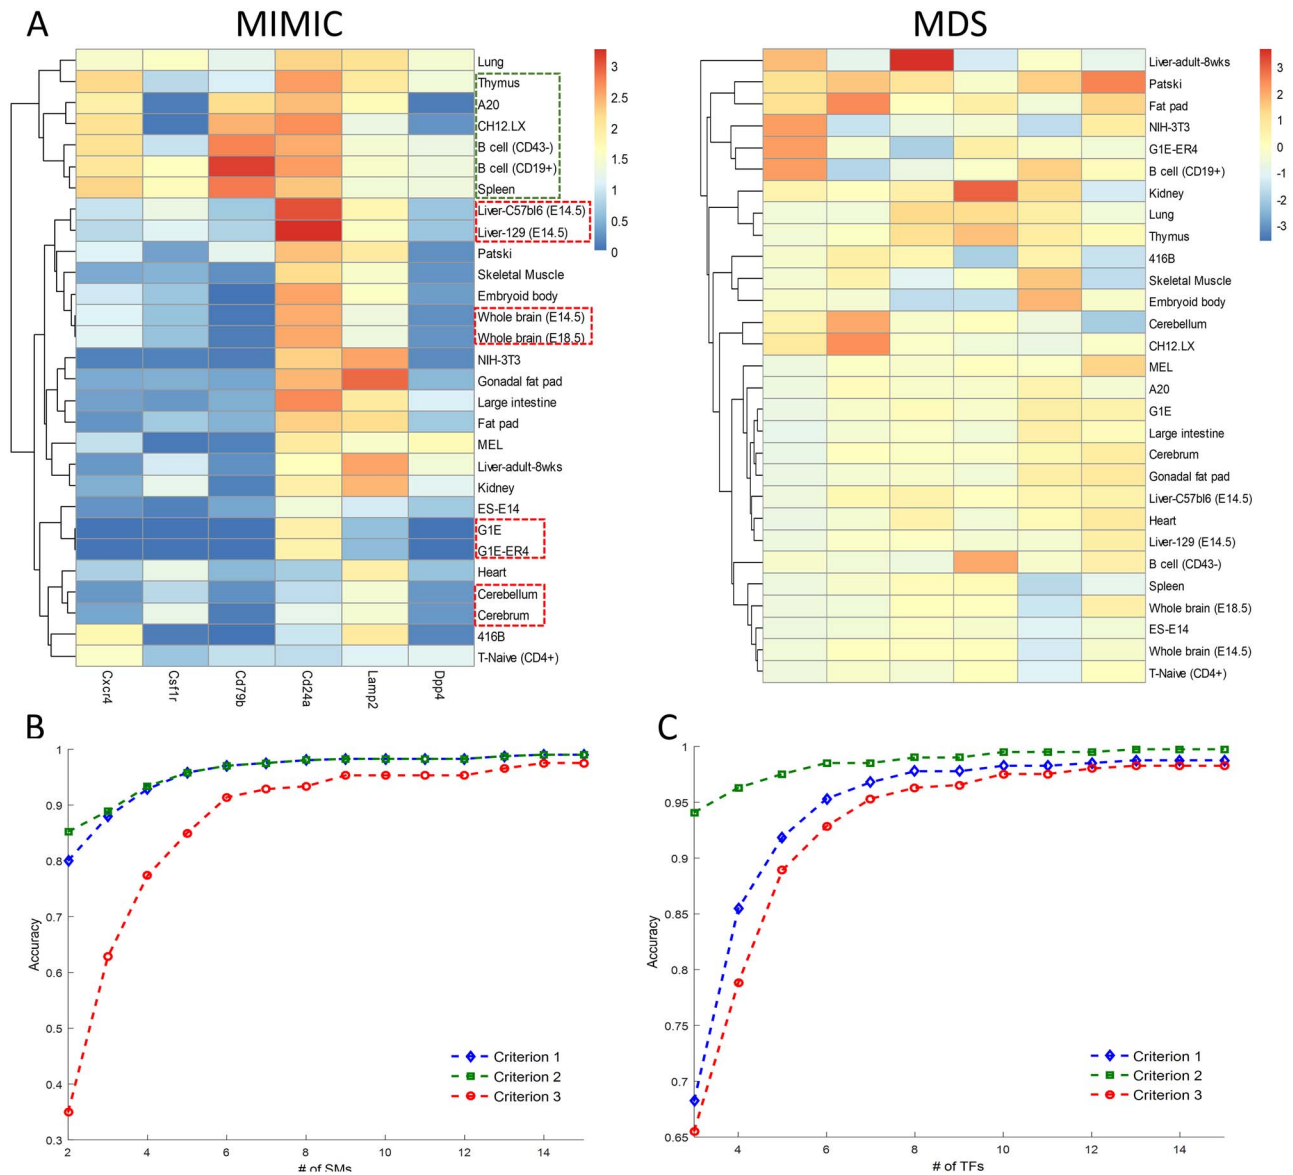 A
MIMIC
MDS
Lung
Thymus
A20
CH12.LX
B cell (CD43-)
B cell (CD19+)
Spleen
Liver-C57bl6 (E14.5)
Liver-129 (E14.5)
Patski
Skeletal Muscle
Embryoid body
Whole brain (E14.5)
Whole brain (E18.5)
NIH-3T3
Gonadal fat pad
Large intestine
Fat pad
MEL
Liver-adult-8wks
Kidney
ES-E14
G1E
G1E-ER4
Heart
Cerebellum
Cerebrum
416B
T-Naive (CD4+)
3
2.5
2
1.5
1
0.5
0
Cxcr4
Csf1r
Cd79b
Cd24a
Lamp2
Dpp4
Liver-adult-8wks
Patski
Fat pad
NIH-3T3
G1E-ER4
B cell (CD19+)
Kidney
Lung
Thymus
416B
Skeletal Muscle
Embryoid body
Cerebellum
CH12.LX
MEL
A20
G1E
Large intestine
Cerebrum
Gonadal fat pad
Liver-C57bl6 (E14.5)
Heart
Liver-129 (E14.5)
B cell (CD43-)
Spleen
Whole brain (E18.5)
ES-E14
Whole brain (E14.5)
T-Naive (CD4+)
3
2
1
0
-1
-2
-3
B
1
0.9
0.8
0.7
0.6
0.5
0.4
0.3
Accuracy
2 4 6 8 10 12 14
# of SMs
Criterion 1
Criterion 2
Criterion 3
C
1
0.95
0.9
0.85
0.8
0.75
0.7
0.65
Accuracy
4 6 8 10 12 14
# of TFs
Criterion 1
Criterion 2
Criterion 3